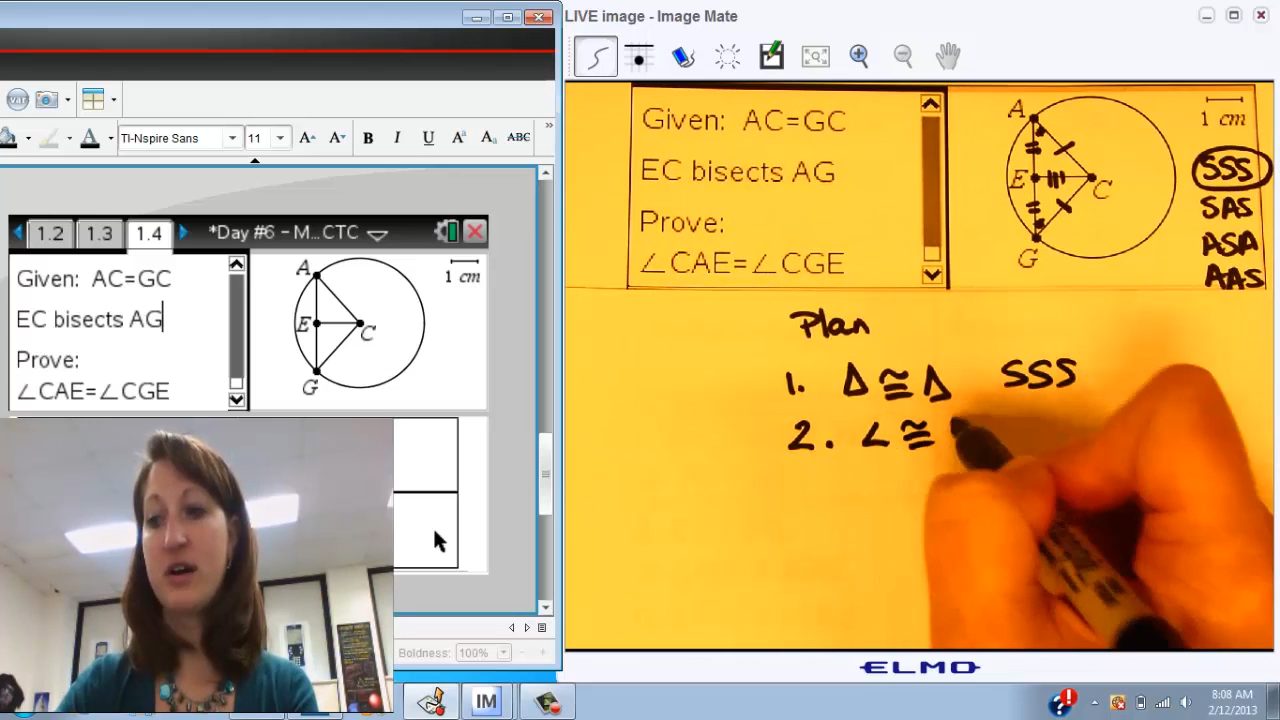 LIVE image - Image Mate
var
TI-Nspire Sans 11 A A B I U A A ABC
1.2 1.3 1.4 *Day #6 – M...CTC
Given: AC=GC
EC bisects AG
Prove:
∠CAE=∠CGE
A
E
C
G
1 cm
Given: AC=GC
EC bisects AG
Prove:
∠CAE=∠CGE
A
E
C
G
1 cm
SSS
SAS
ASA
AAS
Plan
1. Δ ≅ Δ SSS
2. ∠ ≅
Boldness: 100%
ELMO
IM
8:08 AM
2/12/2013